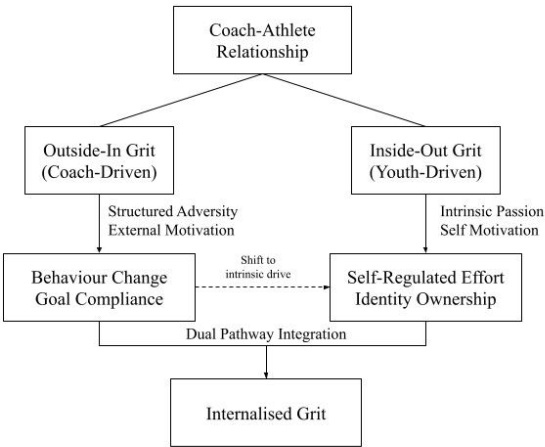 Coach-Athlete
Relationship
Outside-In Grit
(Coach-Driven)
Inside-Out Grit
(Youth-Driven)
Structured Adversity
External Motivation
Intrinsic Passion
Self Motivation
Behaviour Change
Goal Compliance
Shift to
intrinsic drive
Self-Regulated Effort
Identity Ownership
Dual Pathway Integration
Internalised Grit